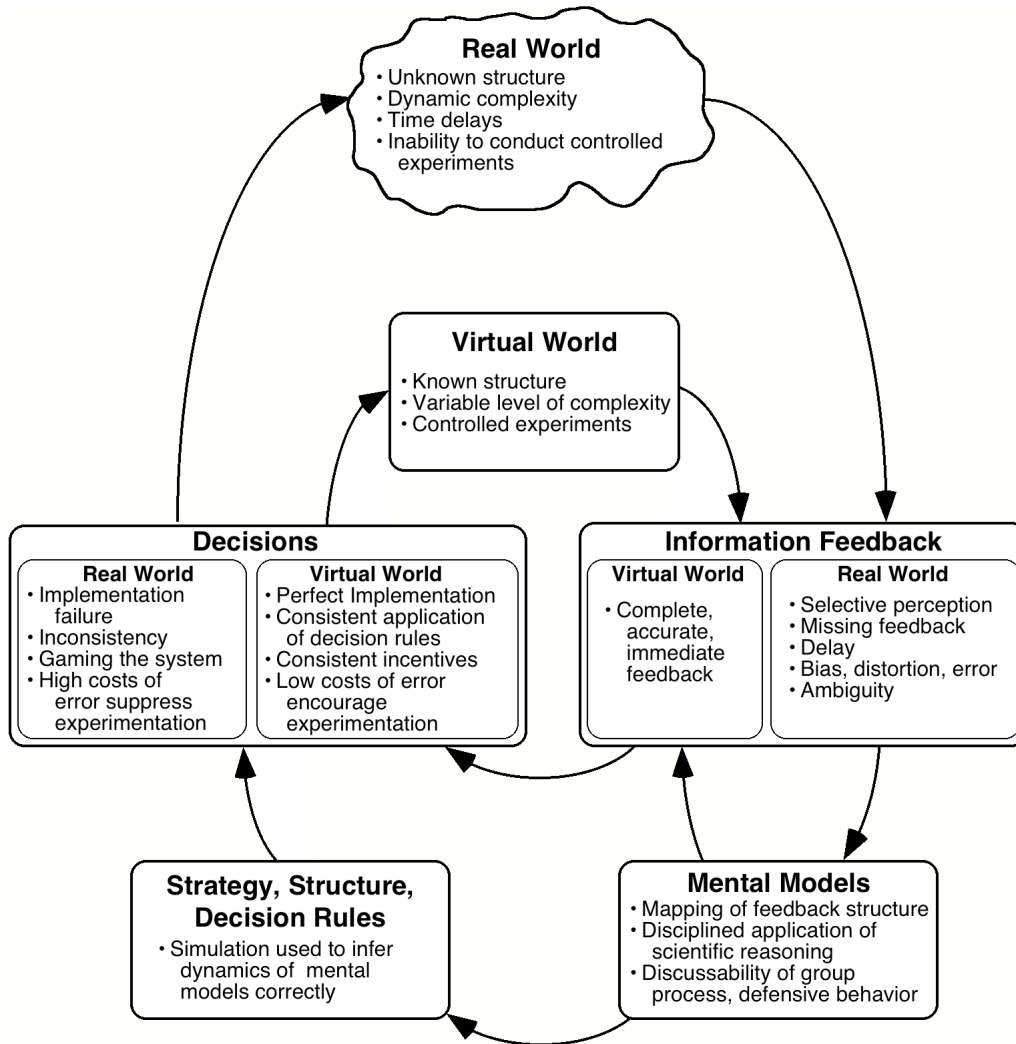 Real World
• Unknown structure
• Dynamic complexity
• Time delays
• Inability to conduct controlled
experiments
Virtual World
• Known structure
• Variable level of complexity
• Controlled experiments
Decisions
Real World
• Implementation
failure
• Inconsistency
• Gaming the system
• High costs of
error suppress
experimentation
Virtual World
• Perfect Implementation
• Consistent application
of decision rules
• Consistent incentives
• Low costs of error
encourage
experimentation
Information Feedback
Virtual World
• Complete,
accurate,
immediate
feedback
Real World
• Selective perception
• Missing feedback
• Delay
• Bias, distortion, error
• Ambiguity
Strategy, Structure,
Decision Rules
• Simulation used to infer
dynamics of mental
models correctly
Mental Models
• Mapping of feedback structure
• Disciplined application of
scientific reasoning
• Discussability of group
process, defensive behavior